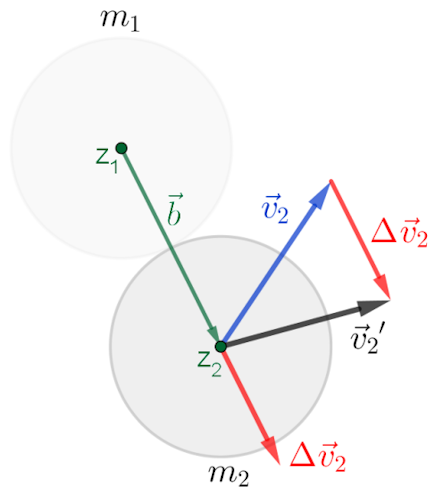 m₁
z₁
b⃗
v⃗₂
Δv⃗₂
v⃗₂′
z₂
Δv⃗₂
m₂